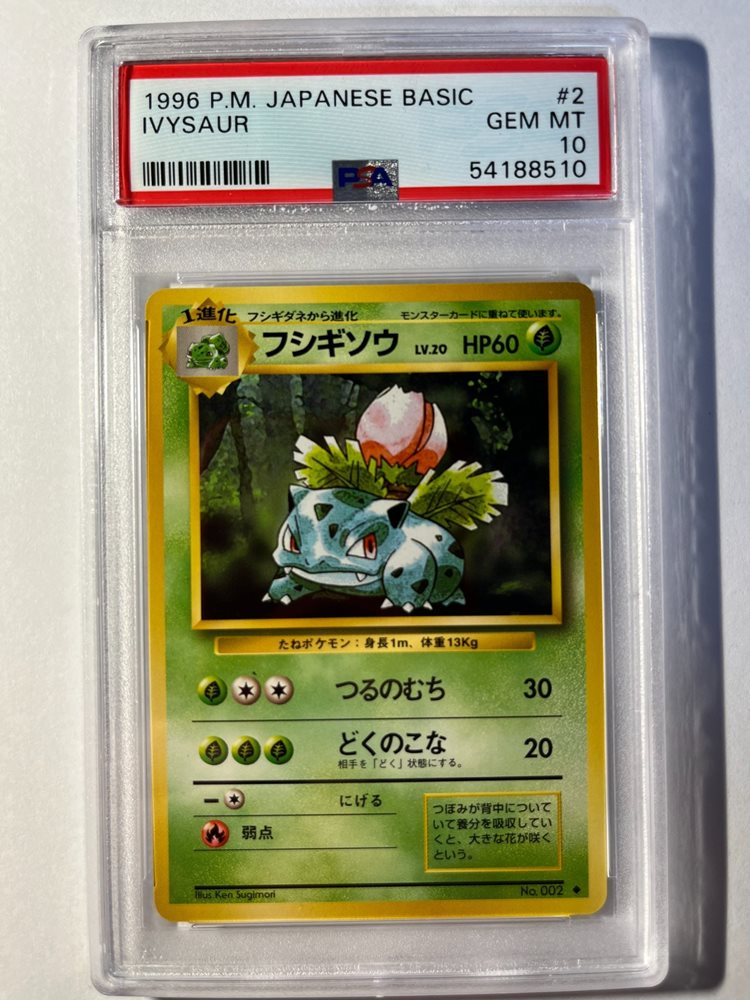 1996 P.M. JAPANESE BASIC #2
IVYSAUR GEM MT
10
PSA 54188510
1進化 フシギダネから進化 モンスターカードに重ねて使います。
フシギソウ LV.20 HP60
たねポケモン：身長1m、体重13Kg
つるのむち 30
どくのこな 20
相手を「どく」状態にする。
にげる
弱点
つぼみが背中についてい
て養分を吸収してい
くと、大きな花が咲く
という。
Illus.Ken Sugimori No. 002 ◆